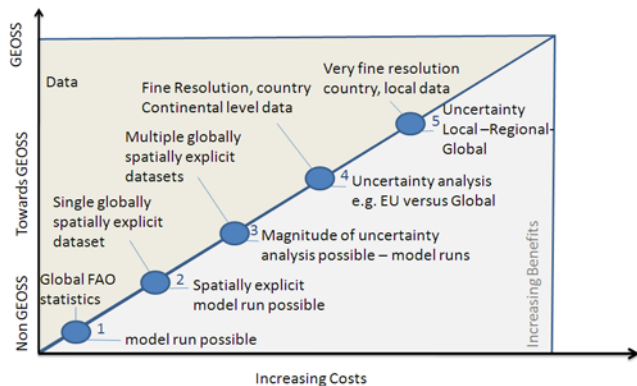 GEOSS
Towards GEOSS
Non GEOSS
Data
Very fine resolution
country, local data
Fine Resolution, country
Continental level data
Multiple globally
spatially explicit
datasets
Single globally
spatially explicit
dataset
Global FAO
statistics
5
Uncertainty
Local –Regional-
Global
4
Uncertainty analysis
e.g. EU versus Global
3
Magnitude of uncertainty
analysis possible – model runs
2
Spatially explicit
model run possible
1
model run possible
Increasing Benefits
Increasing Costs